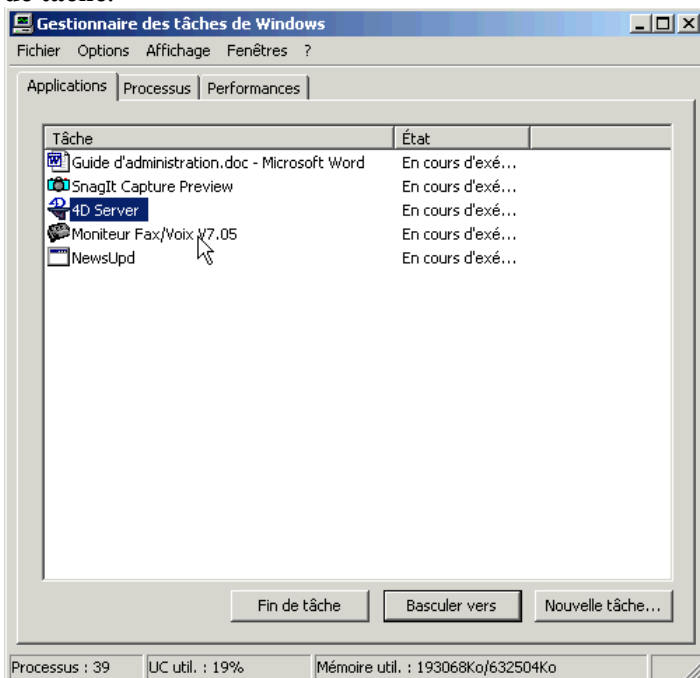 de tâche.
Gestionnaire des tâches de Windows
Fichier Options Affichage Fenêtres ?
Applications Processus Performances
Tâche État
Guide d'administration.doc - Microsoft Word En cours d'exé...
SnagIt Capture Preview En cours d'exé...
4D Server En cours d'exé...
Moniteur Fax/Voix V7.05 En cours d'exé...
NewsUpd En cours d'exé...
Fin de tâche Basculer vers Nouvelle tâche...
Processus : 39 UC util. : 19% Mémoire util. : 193068Ko/632504Ko